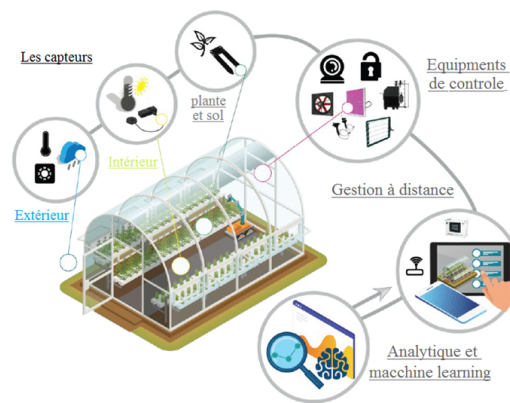 Les capteurs
plante
et sol
Equipments
de controle
Intérieur
Extérieur
Gestion à distance
Analytique et
macchine learning